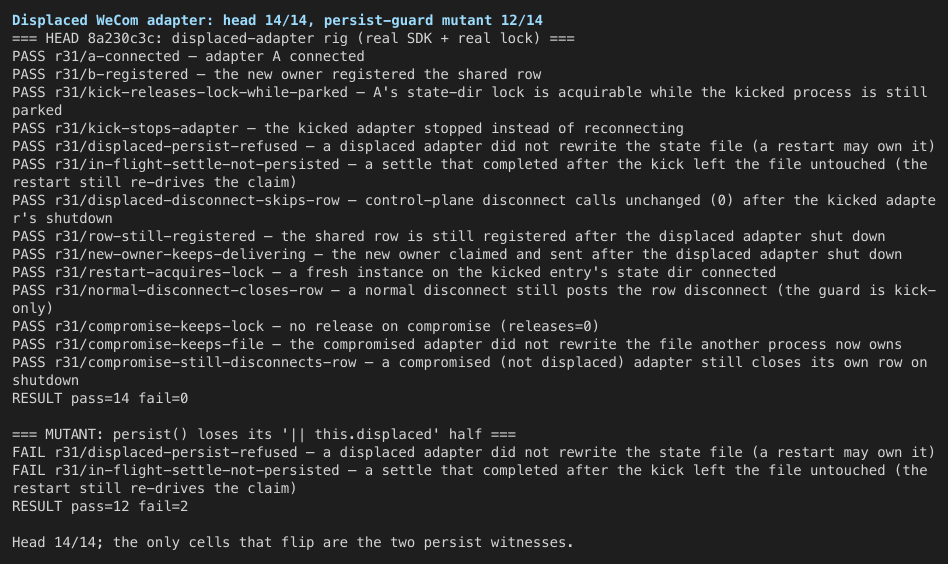 Displaced WeCom adapter: head 14/14, persist-guard mutant 12/14
=== HEAD 8a230c3c: displaced-adapter rig (real SDK + real lock) ===
PASS r31/a-connected — adapter A connected
PASS r31/b-registered — the new owner registered the shared row
PASS r31/kick-releases-lock-while-parked — A's state-dir lock is acquirable while the kicked process is still
parked
PASS r31/kick-stops-adapter — the kicked adapter stopped instead of reconnecting
PASS r31/displaced-persist-refused — a displaced adapter did not rewrite the state file (a restart may own it)
PASS r31/in-flight-settle-not-persisted — a settle that completed after the kick left the file untouched (the
restart still re-drives the claim)
PASS r31/displaced-disconnect-skips-row — control-plane disconnect calls unchanged (0) after the kicked adapte
r's shutdown
PASS r31/row-still-registered — the shared row is still registered after the displaced adapter shut down
PASS r31/new-owner-keeps-delivering — the new owner claimed and sent after the displaced adapter shut down
PASS r31/restart-acquires-lock — a fresh instance on the kicked entry's state dir connected
PASS r31/normal-disconnect-closes-row — a normal disconnect still posts the row disconnect (the guard is kick-
only)
PASS r31/compromise-keeps-lock — no release on compromise (releases=0)
PASS r31/compromise-keeps-file — the compromised adapter did not rewrite the file another process now owns
PASS r31/compromise-still-disconnects-row — a compromised (not displaced) adapter still closes its own row on
shutdown
RESULT pass=14 fail=0
=== MUTANT: persist() loses its '|| this.displaced' half ===
FAIL r31/displaced-persist-refused — a displaced adapter did not rewrite the state file (a restart may own it)
FAIL r31/in-flight-settle-not-persisted — a settle that completed after the kick left the file untouched (the
restart still re-drives the claim)
RESULT pass=12 fail=2
Head 14/14; the only cells that flip are the two persist witnesses.